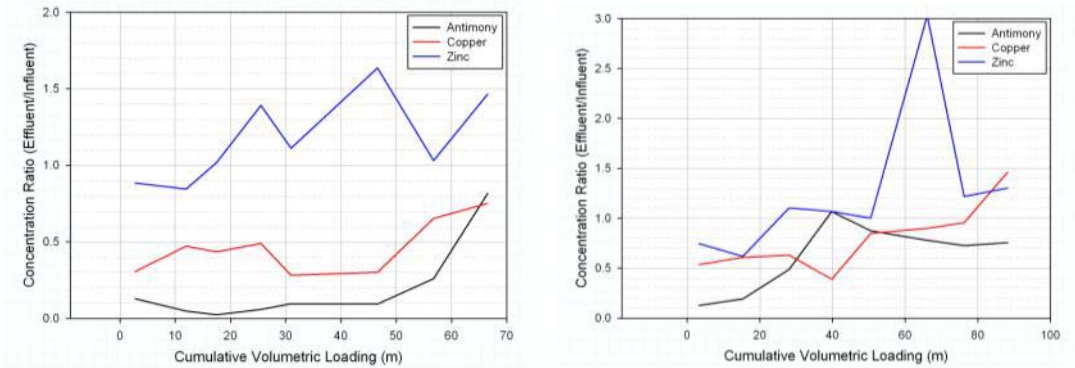 2.0
1.5
1.0
0.5
0.0
Concentration Ratio (Effluent/Influent)
Antimony
Copper
Zinc
0 10 20 30 40 50 60 70
Cumulative Volumetric Loading (m)
3.0
2.5
2.0
1.5
1.0
0.5
0.0
Concentration Ratio (Effluent/Influent)
Antimony
Copper
Zinc
0 20 40 60 80 100
Cumulative Volumetric Loading (m)